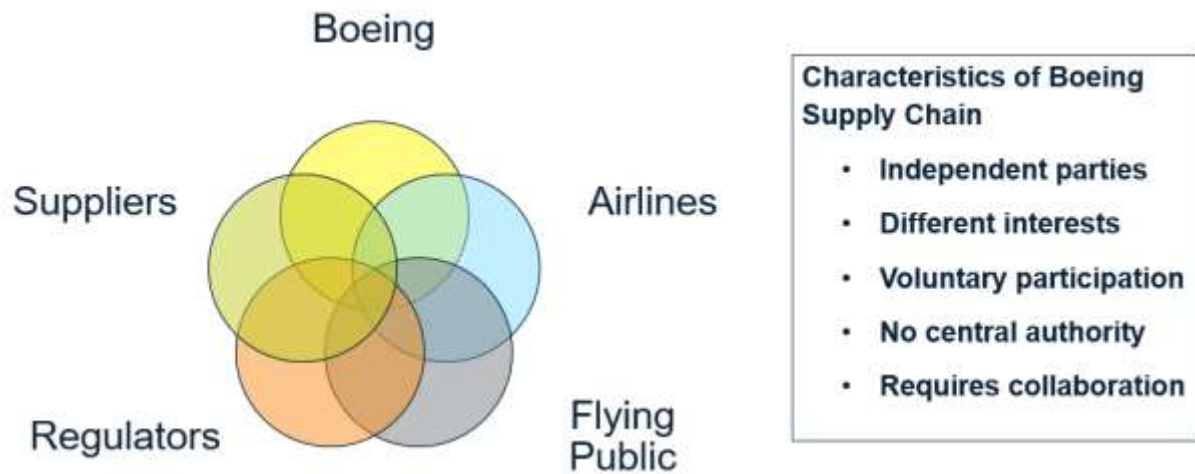 Boeing
Suppliers
Airlines
Regulators
Flying
Public
Characteristics of Boeing
Supply Chain
• Independent parties
• Different interests
• Voluntary participation
• No central authority
• Requires collaboration